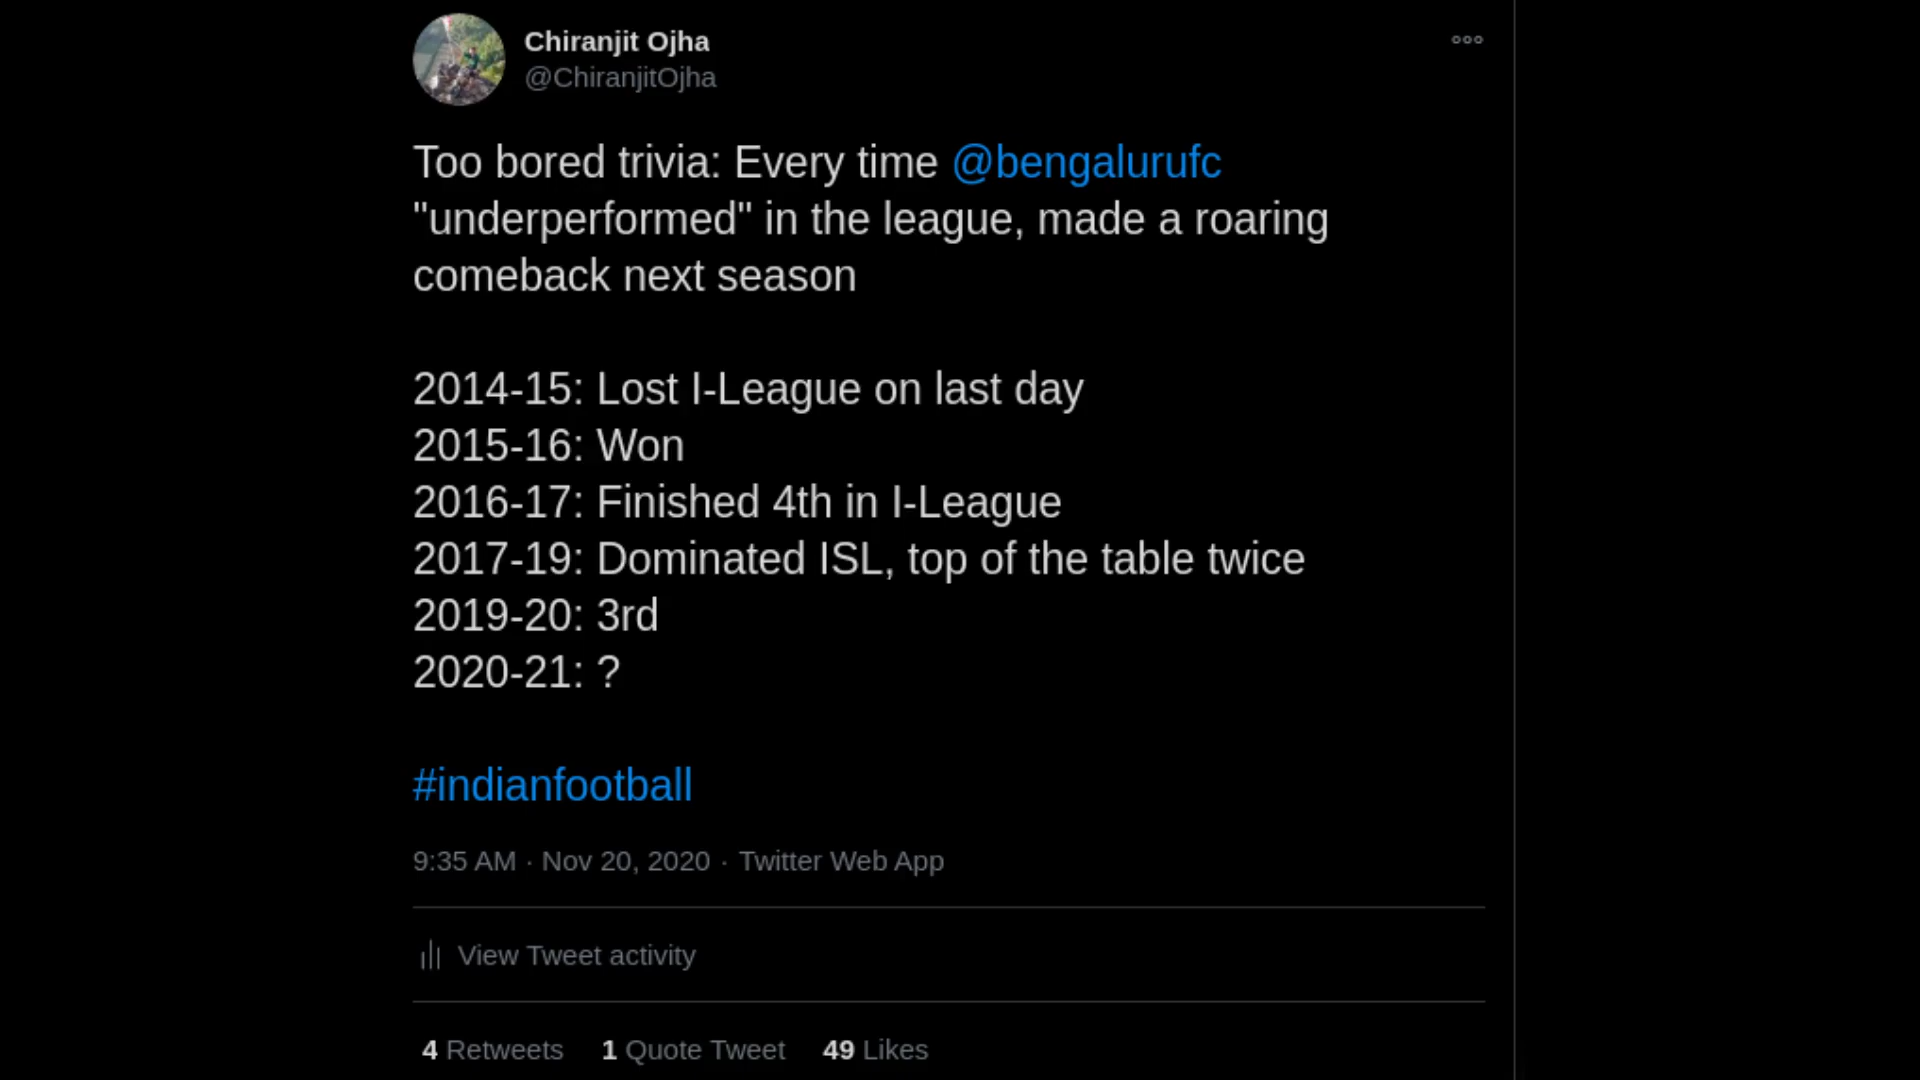 Chiranjit Ojha
@ChiranjitOjha
Too bored trivia: Every time @bengalurufc
"underperformed" in the league, made a roaring
comeback next season
2014-15: Lost I-League on last day
2015-16: Won
2016-17: Finished 4th in I-League
2017-19: Dominated ISL, top of the table twice
2019-20: 3rd
2020-21: ?
#indianfootball
9:35 AM · Nov 20, 2020 · Twitter Web App
View Tweet activity
4 Retweets 1 Quote Tweet 49 Likes